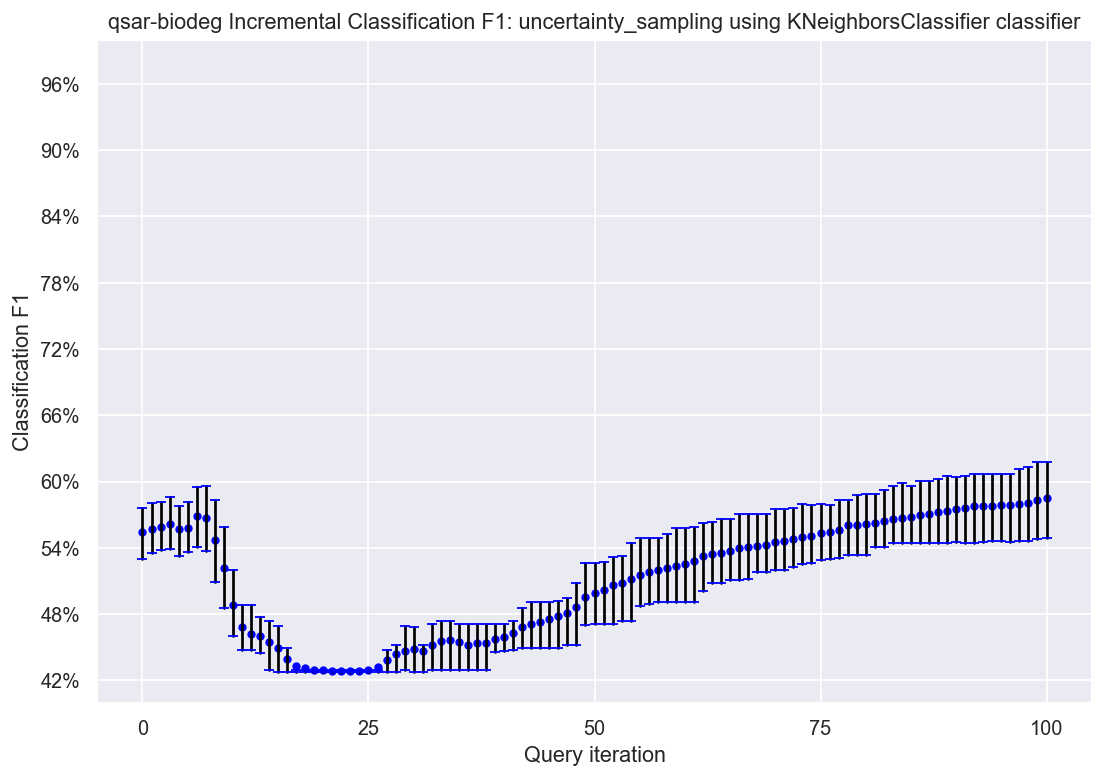 qsar-biodeg Incremental Classification F1: uncertainty_sampling using KNeighborsClassifier classifier
96%
90%
84%
78%
72%
66%
60%
54%
48%
42%
Classification F1
0 25 50 75 100
Query iteration